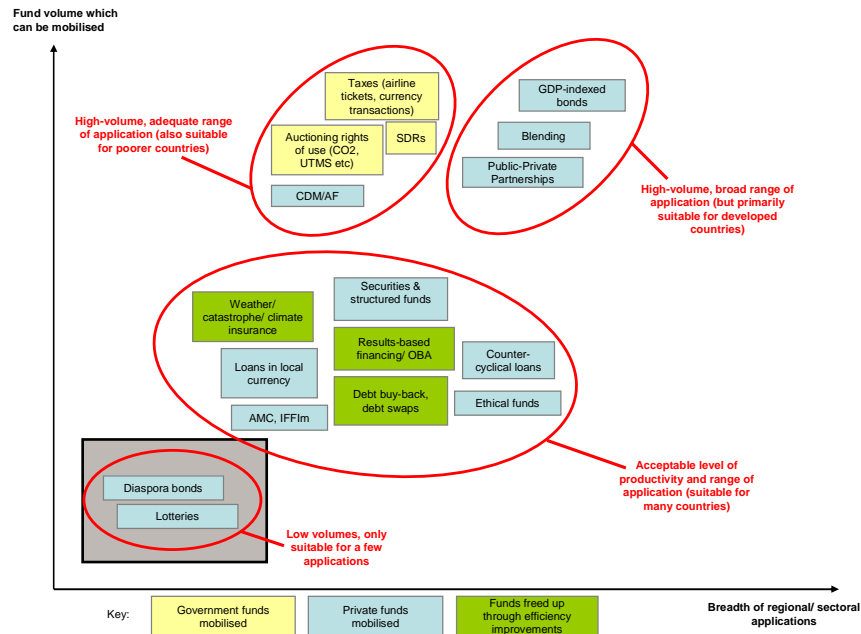 Fund volume which
can be mobilised
Taxes (airline
tickets, currency
transactions)
GDP-indexed
bonds
High-volume, adequate range
of application (also suitable
for poorer countries)
Auctioning rights
of use (CO2,
UTMS etc)
SDRs
Blending
Public-Private
Partnerships
CDM/AF
High-volume, broad range of
application (but primarily
suitable for developed
countries)
Securities &
structured funds
Weather/
catastrophe/ climate
insurance
Results-based
financing/ OBA
Counter-
cyclical loans
Loans in local
currency
Debt buy-back,
debt swaps
Ethical funds
AMC, IFFIm
Acceptable level of
productivity and range of
application (suitable for
many countries)
Diaspora bonds
Lotteries
Low volumes, only
suitable for a few
applications
Breadth of regional/ sectoral
applications
Key:
Government funds
mobilised
Private funds
mobilised
Funds freed up
through efficiency
improvements